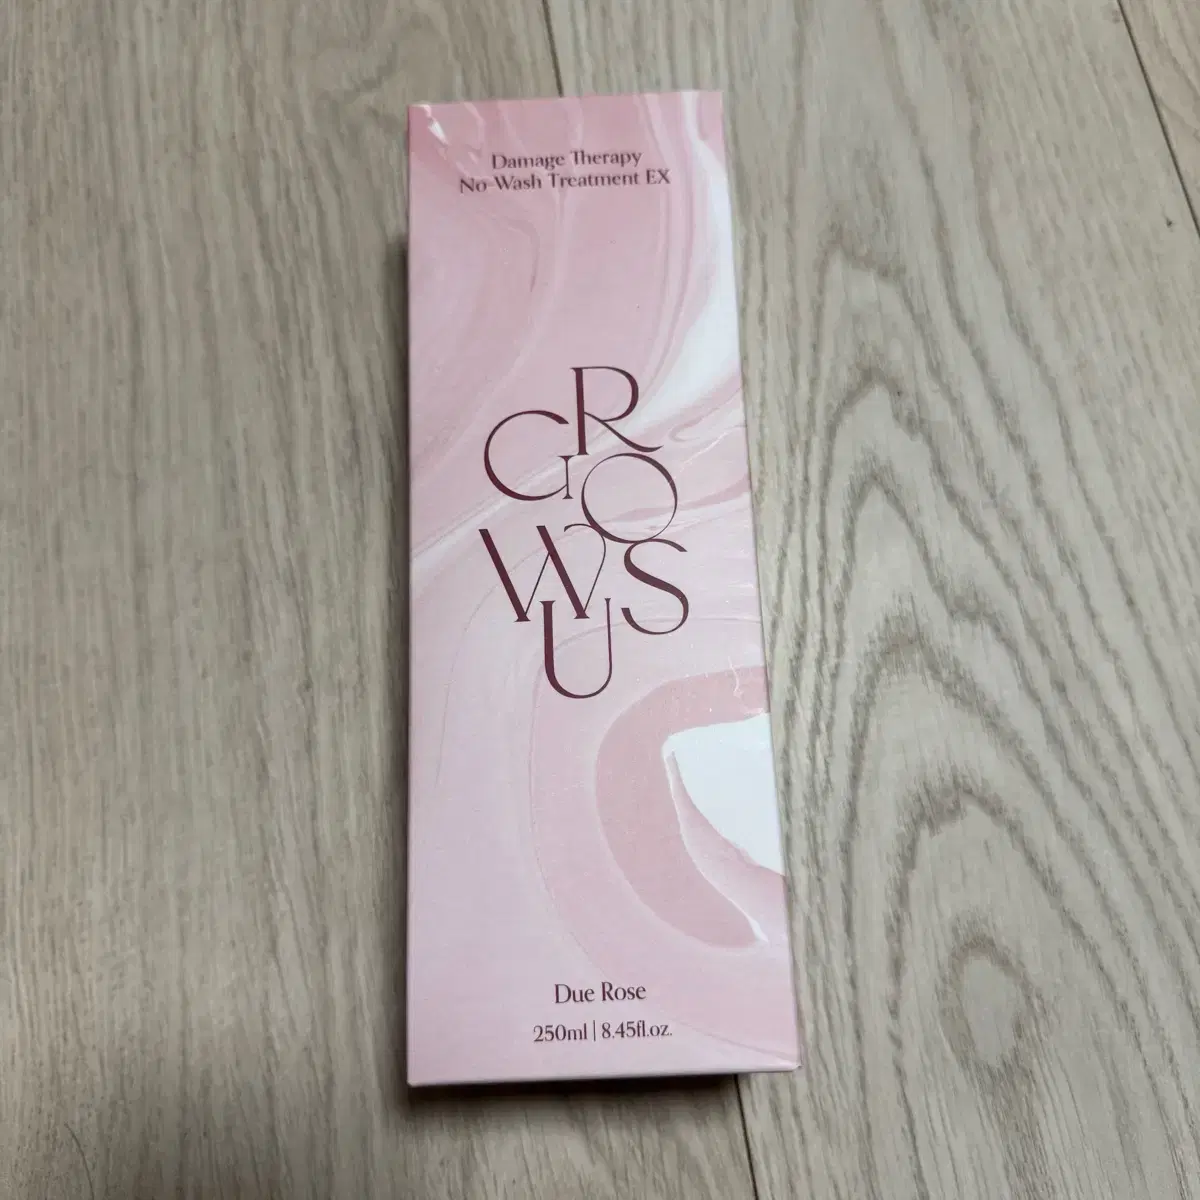 Damage Therapy
No-Wash Treatment EX
GROWUS
Due Rose
250ml | 8.45fl.oz.